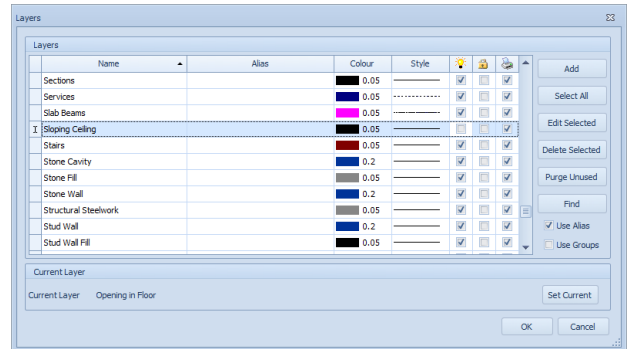 Layers
Layers
Name Alias Colour Style
Sections 0.05
Services 0.05
Slab Beams 0.05
Sloping Ceiling 0.05
Stairs 0.05
Stone Cavity 0.2
Stone Fill 0.05
Stone Wall 0.2
Structural Steelwork 0.05
Stud Wall 0.2
Stud Wall Fill 0.05
Add
Select All
Edit Selected
Delete Selected
Purge Unused
Find
Use Alias
Use Groups
Current Layer
Current Layer Opening in Floor
Set Current
OK Cancel